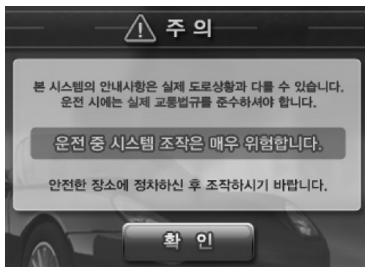 주 의
본 시스템의 안내사항은 실제 도로상황과 다를 수 있습니다.
운전 시에는 실제 교통법규를 준수하셔야 합니다.
운전 중 시스템 조작은 매우 위험합니다.
안전한 장소에 정차하신 후 조작하시기 바랍니다.
확 인